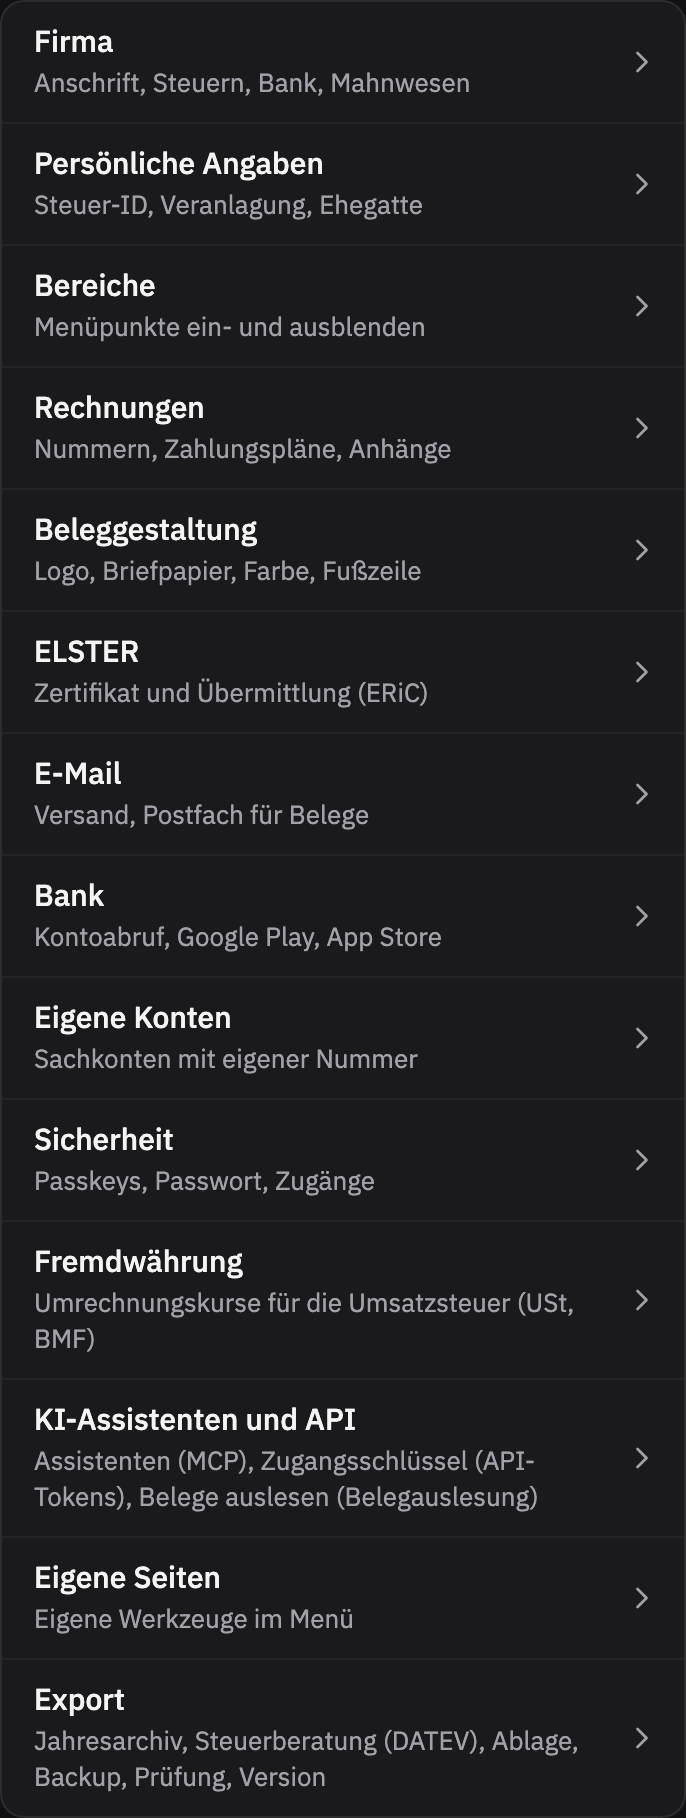 Firma
Anschrift, Steuern, Bank, Mahnwesen
Persönliche Angaben
Steuer-ID, Veranlagung, Ehegatte
Bereiche
Menüpunkte ein- und ausblenden
Rechnungen
Nummern, Zahlungspläne, Anhänge
Beleggestaltung
Logo, Briefpapier, Farbe, Fußzeile
ELSTER
Zertifikat und Übermittlung (ERiC)
E-Mail
Versand, Postfach für Belege
Bank
Kontoabruf, Google Play, App Store
Eigene Konten
Sachkonten mit eigener Nummer
Sicherheit
Passkeys, Passwort, Zugänge
Fremdwährung
Umrechnungskurse für die Umsatzsteuer (USt,
BMF)
KI-Assistenten und API
Assistenten (MCP), Zugangsschlüssel (API-
Tokens), Belege auslesen (Belegauslesung)
Eigene Seiten
Eigene Werkzeuge im Menü
Export
Jahresarchiv, Steuerberatung (DATEV), Ablage,
Backup, Prüfung, Version